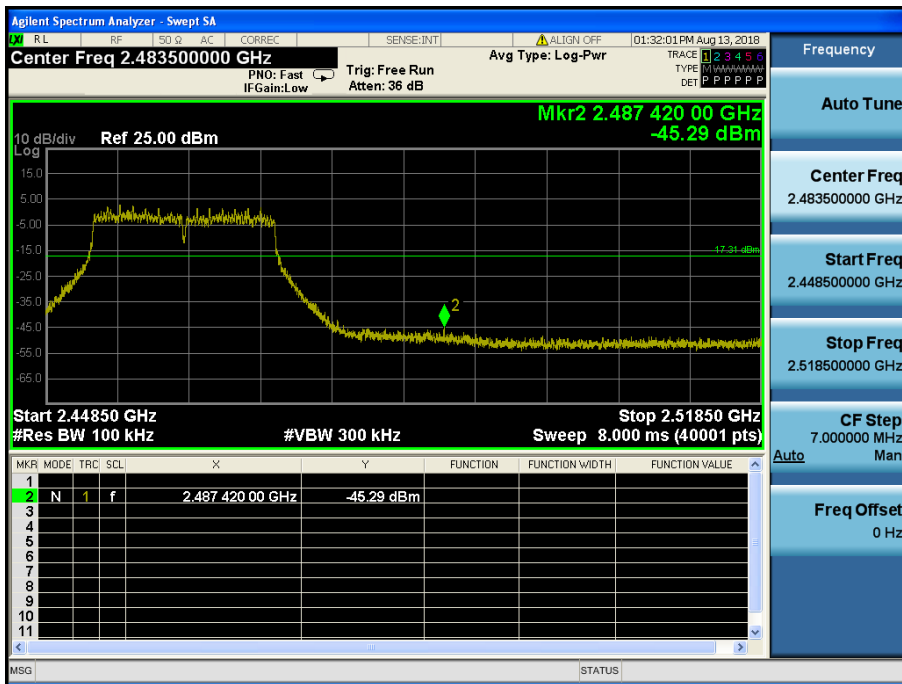 Agilent Spectrum Analyzer - Swept SA
LXI RL RF 50 Ω AC CORREC SENSE:INT ALIGN OFF 01:32:01 PM Aug 13, 2018
Center Freq 2.483500000 GHz
PNO: Fast
IFGain:Low
Trig: Free Run
Atten: 36 dB
Avg Type: Log-Pwr
TRACE 1 2 3 4 5 6
TYPE MWWWWW
DET P P P P P P
Mkr2 2.487 420 00 GHz
-45.29 dBm
10 dB/div Ref 25.00 dBm
Log
15.0
5.00
-5.00
-15.0
-17.31 dBm
-25.0
-35.0
-45.0
-55.0
-65.0
2
Start 2.44850 GHz Stop 2.51850 GHz
#Res BW 100 kHz #VBW 300 kHz Sweep 8.000 ms (40001 pts)
MKR MODE TRC SCL X Y FUNCTION FUNCTION WIDTH FUNCTION VALUE
1
2 N 1 f 2.487 420 00 GHz -45.29 dBm
3
4
5
6
7
8
9
10
11
MSG STATUS
Frequency
Auto Tune
Center Freq
2.483500000 GHz
Start Freq
2.448500000 GHz
Stop Freq
2.518500000 GHz
CF Step
7.000000 MHz
Auto Man
Freq Offset
0 Hz